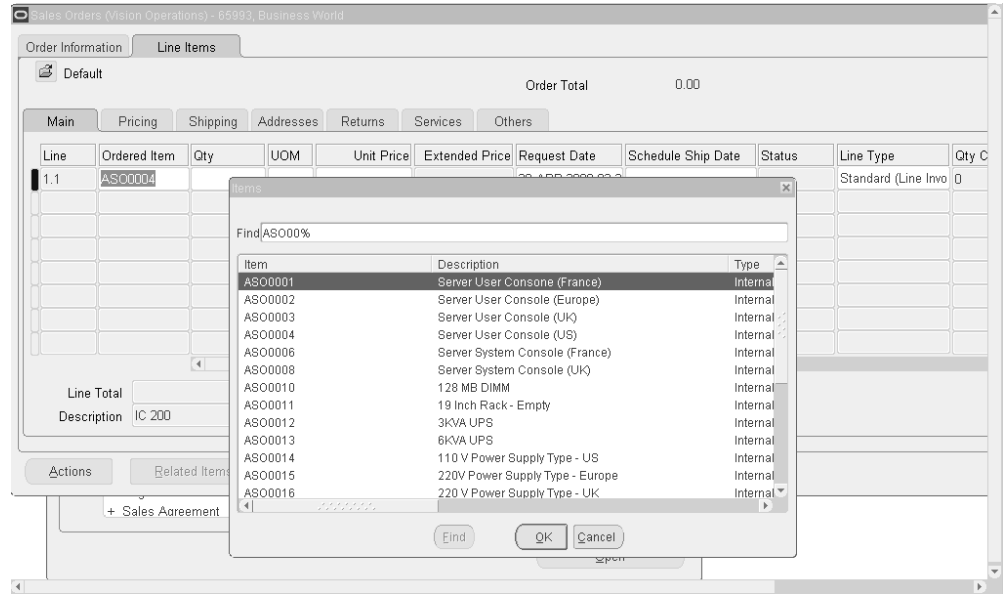 Sales Orders (Vision Operations) - 65993, Business World
Order Information Line Items
Default
Order Total 0.00
Main Pricing Shipping Addresses Returns Services Others
Line Ordered Item Qty UOM Unit Price Extended Price Request Date Schedule Ship Date Status Line Type Qty C
1.1 ASO0004 Standard (Line Invo 0
Items
Find ASO00%
Item Description Type
ASO0001 Server User Consone (France) Internal
ASO0002 Server User Console (Europe) Internal
ASO0003 Server User Console (UK) Internal
ASO0004 Server User Console (US) Internal
ASO0006 Server System Console (France) Internal
ASO0008 Server System Console (UK) Internal
ASO0010 128 MB DIMM Internal
ASO0011 19 Inch Rack - Empty Internal
ASO0012 3KVA UPS Internal
ASO0013 6KVA UPS Internal
ASO0014 110 V Power Supply Type - US Internal
ASO0015 220V Power Supply Type - Europe Internal
ASO0016 220 V Power Supply Type - UK Internal
Line Total
Description IC 200
Actions Related Items
+ Sales Agreement
Find OK Cancel
Open